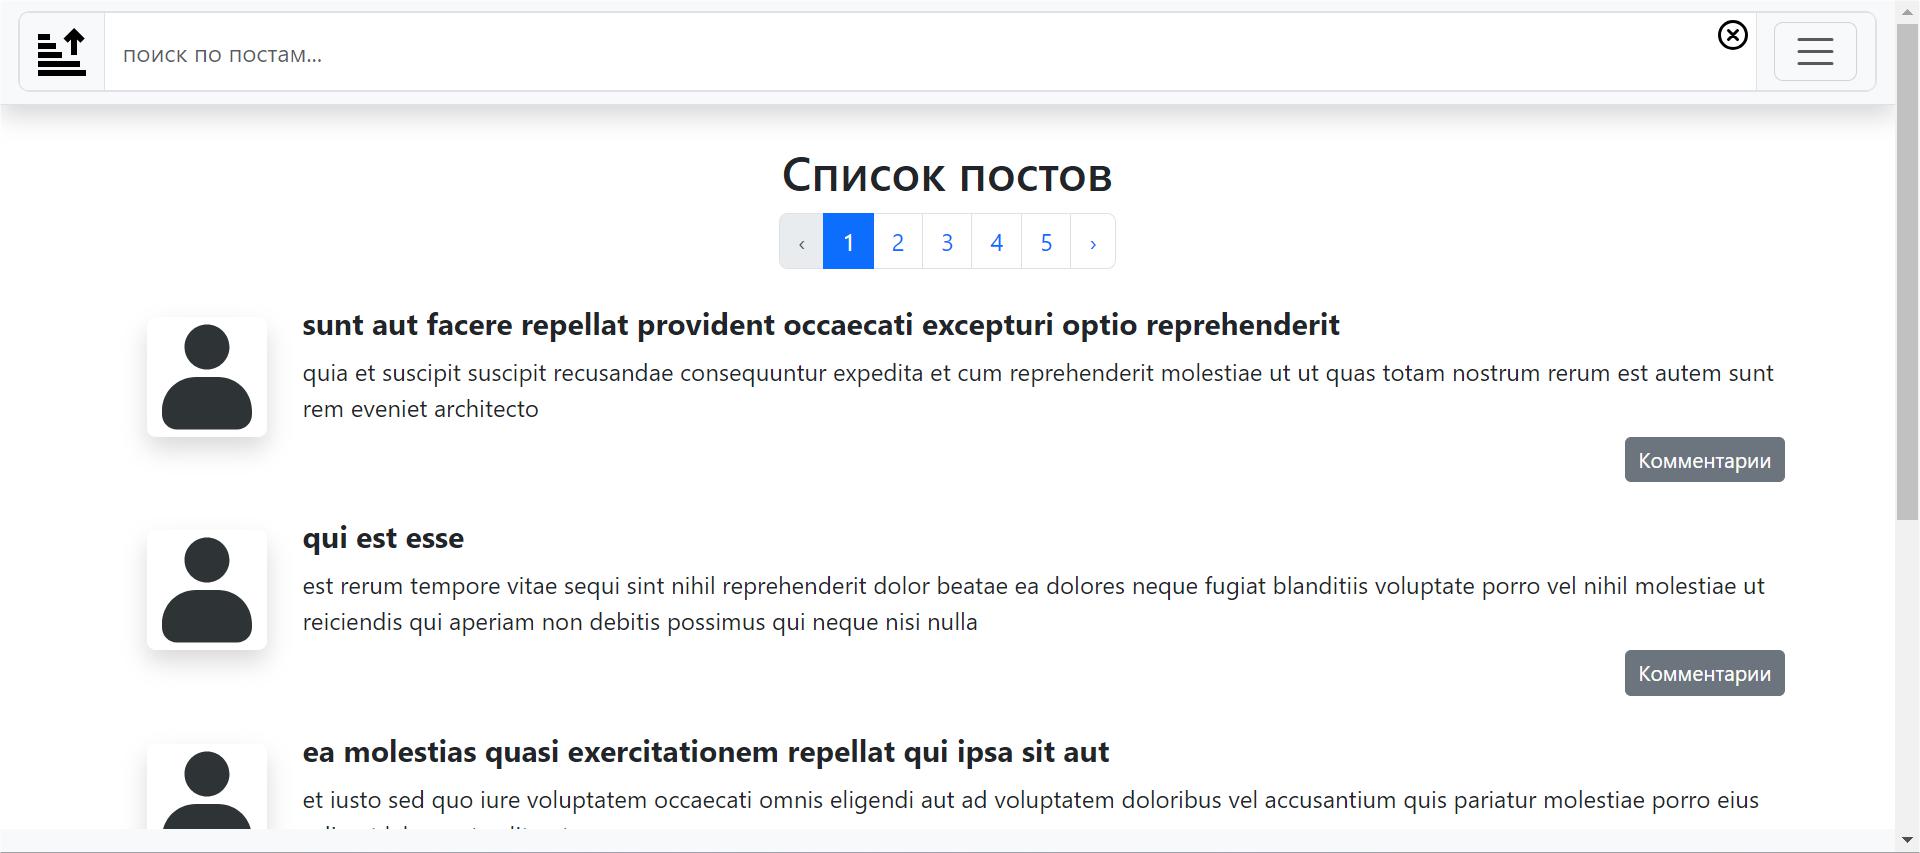 поиск по постам...
Список постов
‹ 1 2 3 4 5 ›
sunt aut facere repellat provident occaecati excepturi optio reprehenderit
quia et suscipit suscipit recusandae consequuntur expedita et cum reprehenderit molestiae ut ut quas totam nostrum rerum est autem sunt
rem eveniet architecto
Комментарии
qui est esse
est rerum tempore vitae sequi sint nihil reprehenderit dolor beatae ea dolores neque fugiat blanditiis voluptate porro vel nihil molestiae ut
reiciendis qui aperiam non debitis possimus qui neque nisi nulla
Комментарии
ea molestias quasi exercitationem repellat qui ipsa sit aut
et iusto sed quo iure voluptatem occaecati omnis eligendi aut ad voluptatem doloribus vel accusantium quis pariatur molestiae porro eius